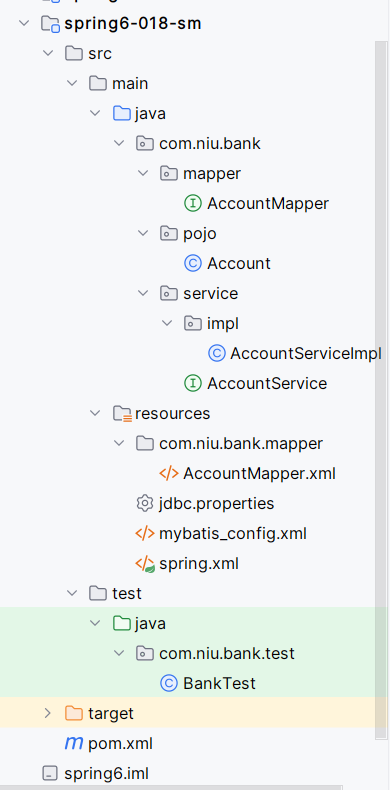 spring6-018-sm
src
main
java
com.niu.bank
mapper
AccountMapper
pojo
Account
service
impl
AccountServiceImpl
AccountService
resources
com.niu.bank.mapper
AccountMapper.xml
jdbc.properties
mybatis_config.xml
spring.xml
test
java
com.niu.bank.test
BankTest
target
pom.xml
spring6.iml